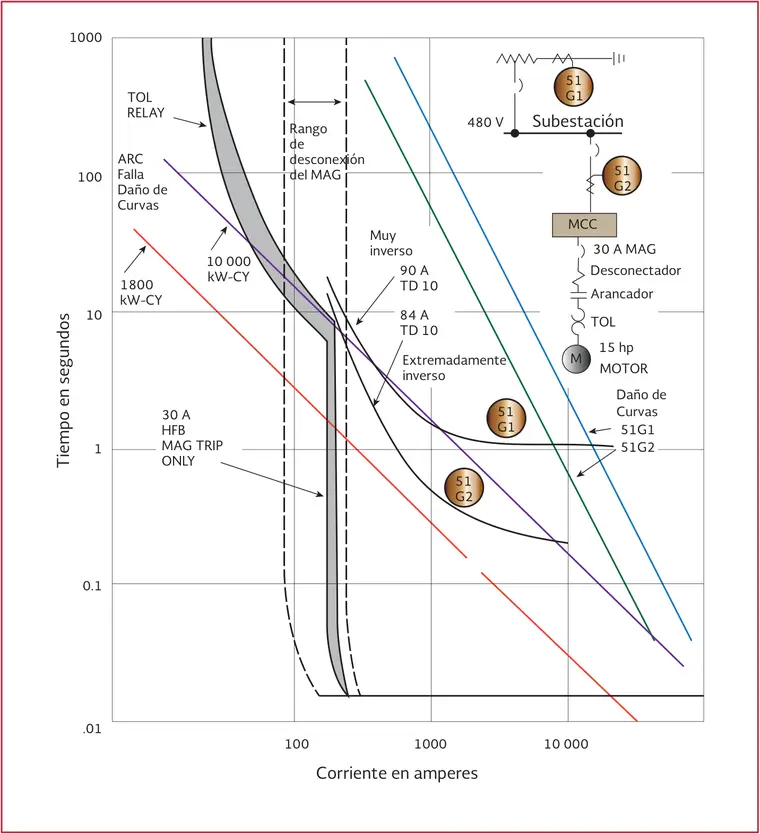 1000
100
10
1
0.1
.01
Tiempo en segundos
100
1000
10 000
Corriente en amperes
TOL
RELAY
ARC
Falla
Daño de
Curvas
1800
kW-CY
10 000
kW-CY
Rango
de
desconexión
del MAG
30 A
HFB
MAG TRIP
ONLY
Muy
inverso
90 A
TD 10
84 A
TD 10
Extremadamente
inverso
51
G1
51
G2
51
G1
480 V
Subestación
51
G2
MCC
30 A MAG
Desconectador
Arancador
TOL
15 hp
M
MOTOR
Daño de
Curvas
51G1
51G2